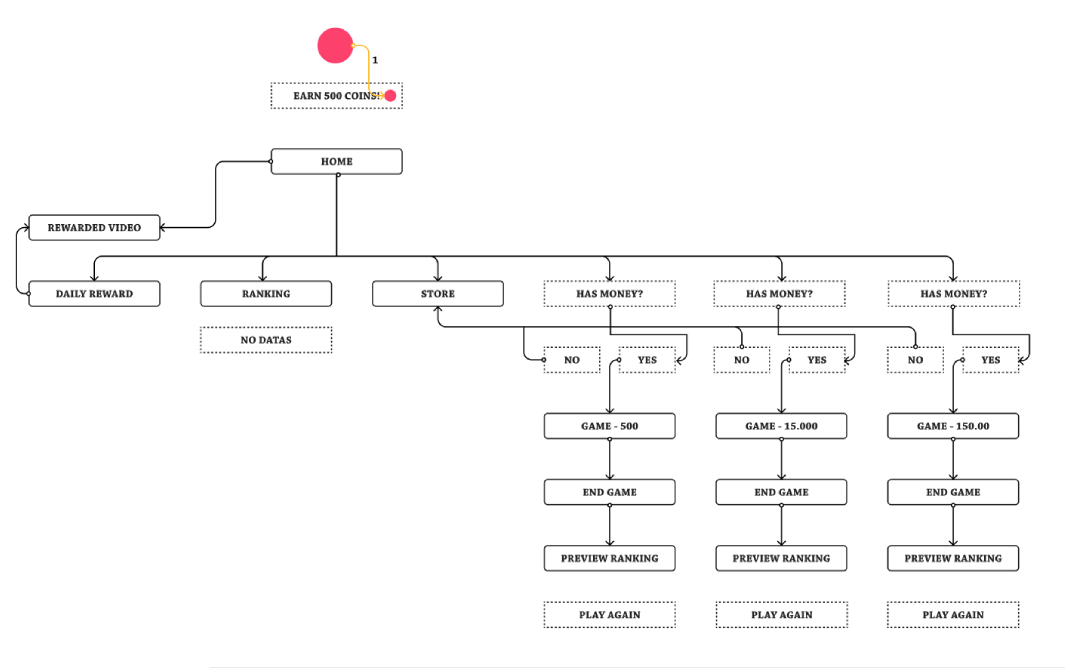 1
EARN 500 COINS!
HOME
REWARDED VIDEO
DAILY REWARD
RANKING
STORE
HAS MONEY?
HAS MONEY?
HAS MONEY?
NO DATAS
NO
YES
NO
YES
NO
YES
GAME - 500
GAME - 15.000
GAME - 150.00
END GAME
END GAME
END GAME
PREVIEW RANKING
PREVIEW RANKING
PREVIEW RANKING
PLAY AGAIN
PLAY AGAIN
PLAY AGAIN